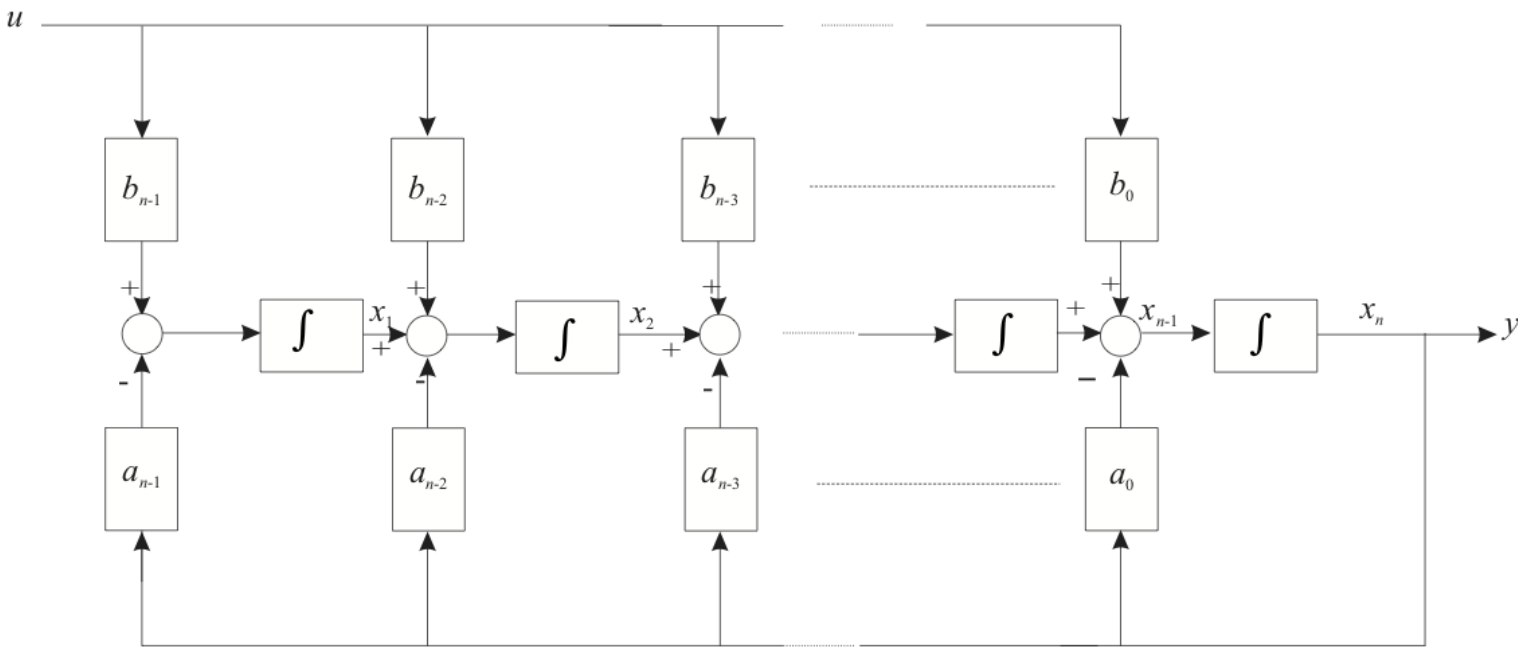 u
b_{n-1} b_{n-2} b_{n-3} b_0
+ + + +
∫ x_1 ∫ x_2 ∫ + x_{n-1} ∫ x_n y
+ +
- - - −
a_{n-1} a_{n-2} a_{n-3} a_0